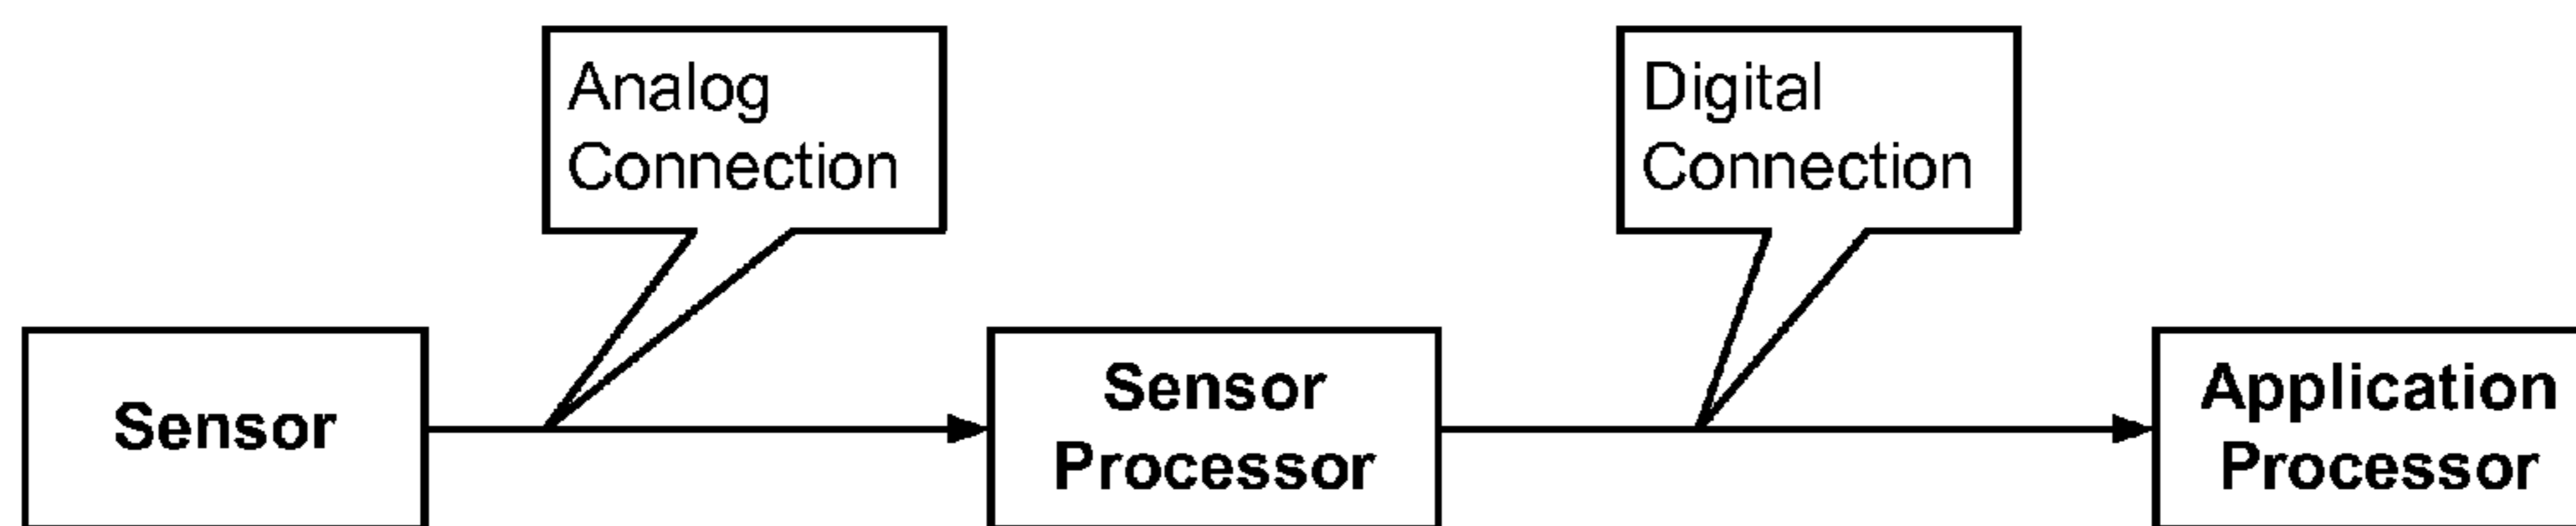 Analog
Connection
Digital
Connection
Sensor
Sensor
Processor
Application
Processor